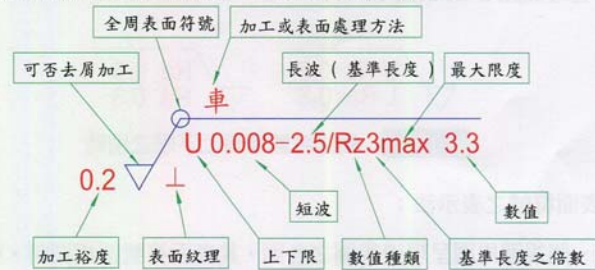 全周表面符號
加工或表面處理方法
可否去屑加工
長波(基準長度)
最大限度
車
U 0.008-2.5/Rz3max 3.3
0.2
⊥
短波
數值
加工裕度
表面紋理
上下限
數值種類
基準長度之倍數